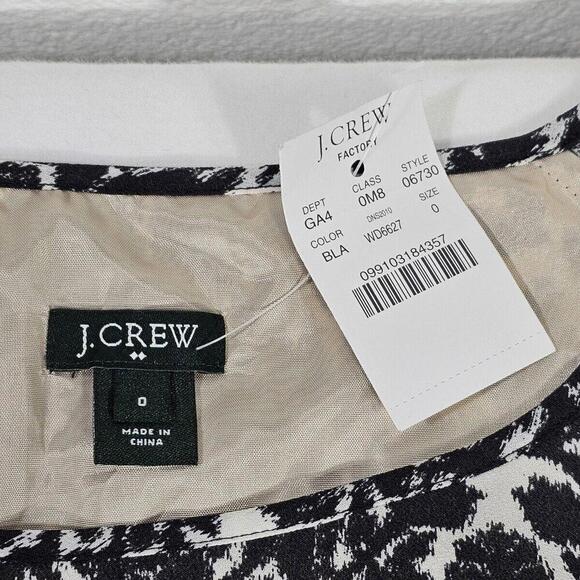 J.CREW
FACTORY
DEPT CLASS STYLE
GA4 0M8 06730
COLOR DNS2010 SIZE
BLA WD6627 0
099103184357
J.CREW
0
MADE IN
CHINA